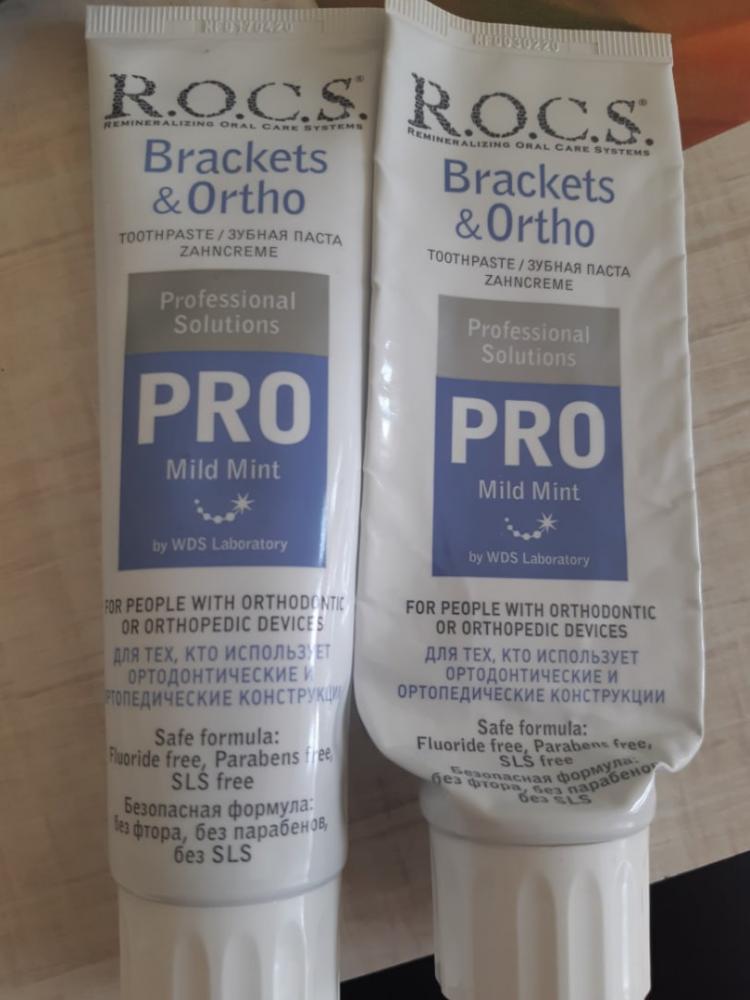 R.O.C.S.®
REMINERALIZING ORAL CARE SYSTEMS
Brackets
&Ortho
TOOTHPASTE / ЗУБНАЯ ПАСТА
ZAHNCREME
Professional
Solutions
PRO
Mild Mint
by WDS Laboratory
FOR PEOPLE WITH ORTHODONTIC
OR ORTHOPEDIC DEVICES
ДЛЯ ТЕХ, КТО ИСПОЛЬЗУЕТ
ОРТОДОНТИЧЕСКИЕ И
РТОПЕДИЧЕСКИЕ КОНСТРУКЦИ
Safe formula:
Fluoride free, Parabens free,
SLS free
Безопасная формула:
без фтора, без парабенов,
без SLS
R.O.C.S.®
REMINERALIZING ORAL CARE SYSTEMS
Brackets
&Ortho
TOOTHPASTE / ЗУБНАЯ ПАСТА
ZAHNCREME
Professional
Solutions
PRO
Mild Mint
by WDS Laboratory
FOR PEOPLE WITH ORTHODONTIC
OR ORTHOPEDIC DEVICES
ДЛЯ ТЕХ, КТО ИСПОЛЬЗУЕТ
ОРТОДОНТИЧЕСКИЕ И
ОРТОПЕДИЧЕСКИЕ КОНСТРУКЦИИ
Safe formula:
Fluoride free, Parabens free,
SLS free
Безопасная формула:
без фтора, без парабенов
без SLS